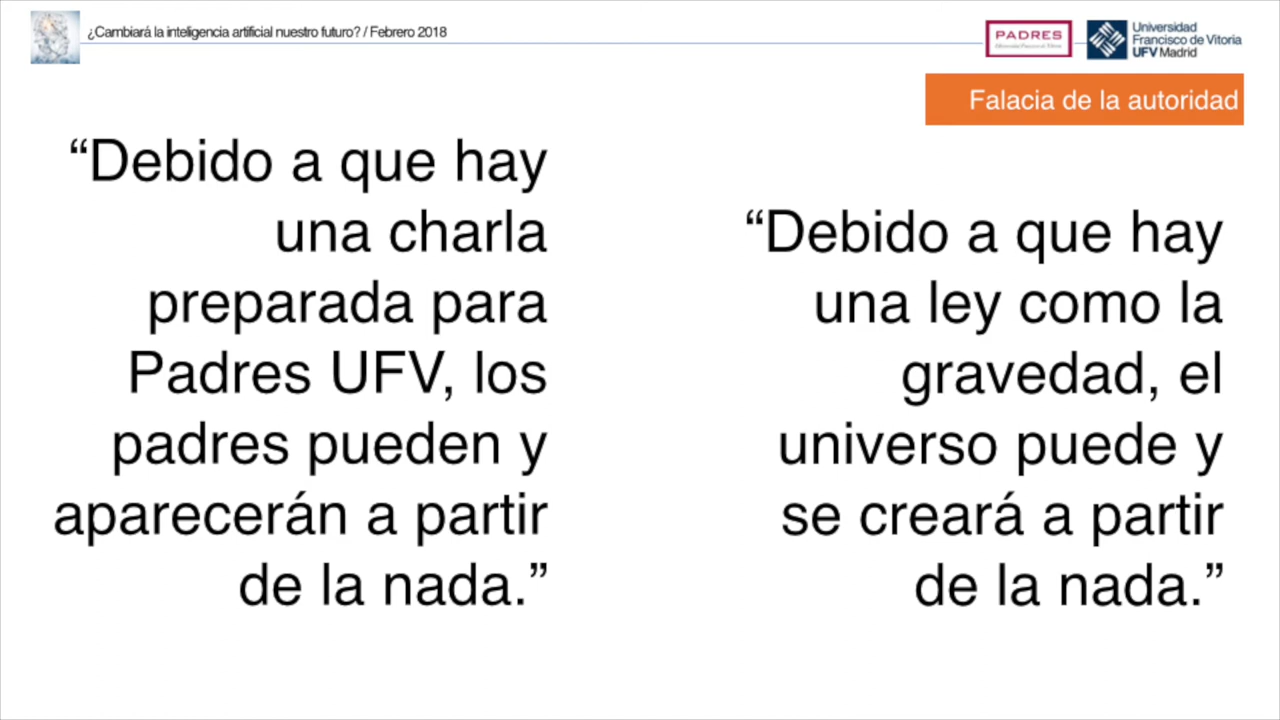 ¿Cambiará la inteligencia artificial nuestro futuro? / Febrero 2018
PADRES
Universidad
Francisco de Vitoria
UFV Madrid
Falacia de la autoridad
“Debido a que hay
una charla
preparada para
Padres UFV, los
padres pueden y
aparecerán a partir
de la nada.”
“Debido a que hay
una ley como la
gravedad, el
universo puede y
se creará a partir
de la nada.”